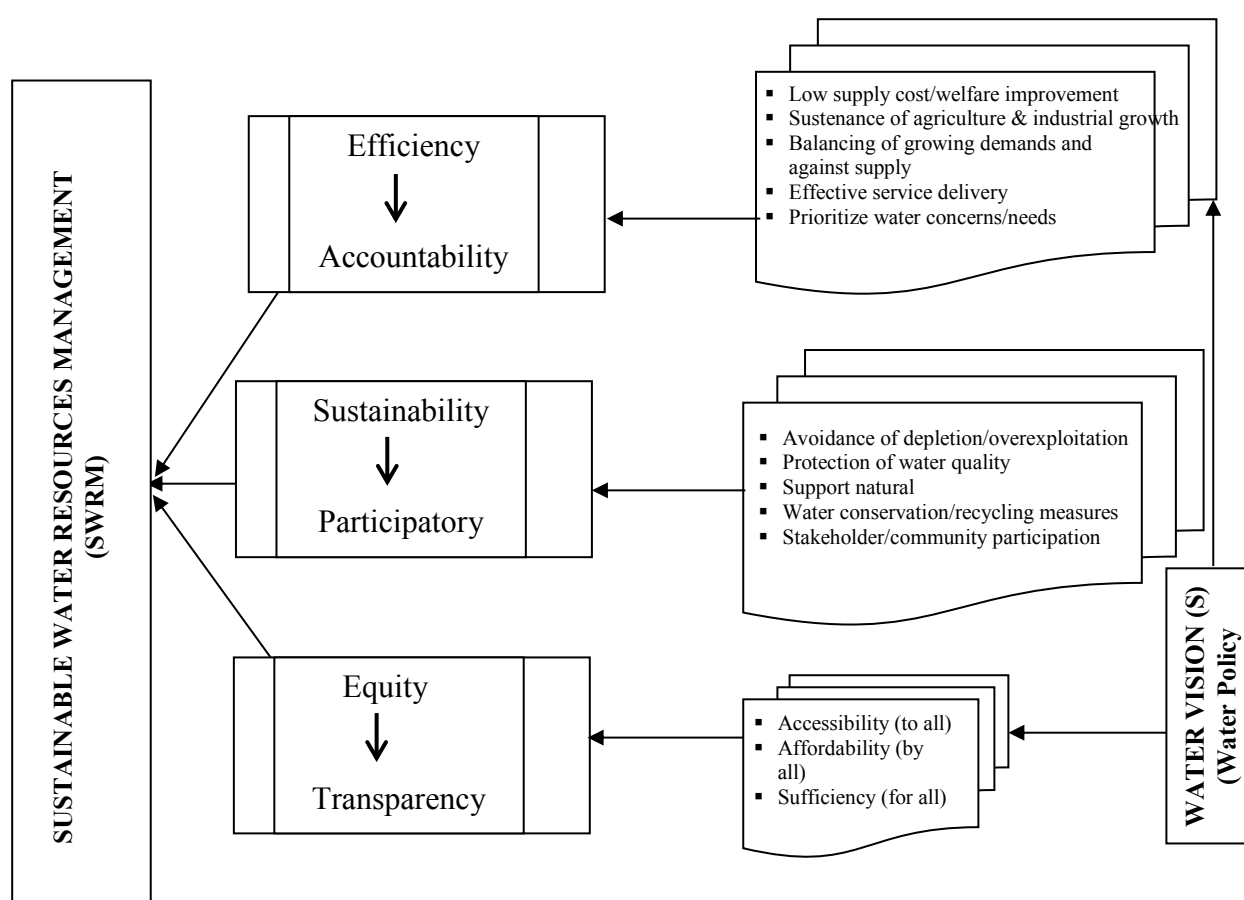 SUSTAINABLE WATER RESOURCES MANAGEMENT
(SWRM)
Efficiency
Accountability
▪ Low supply cost/welfare improvement
▪ Sustenance of agriculture & industrial growth
▪ Balancing of growing demands and
against supply
▪ Effective service delivery
▪ Prioritize water concerns/needs
Sustainability
Participatory
▪ Avoidance of depletion/overexploitation
▪ Protection of water quality
▪ Support natural
▪ Water conservation/recycling measures
▪ Stakeholder/community participation
Equity
Transparency
▪ Accessibility (to all)
▪ Affordability (by
all)
▪ Sufficiency (for all)
WATER VISION (S)
(Water Policy